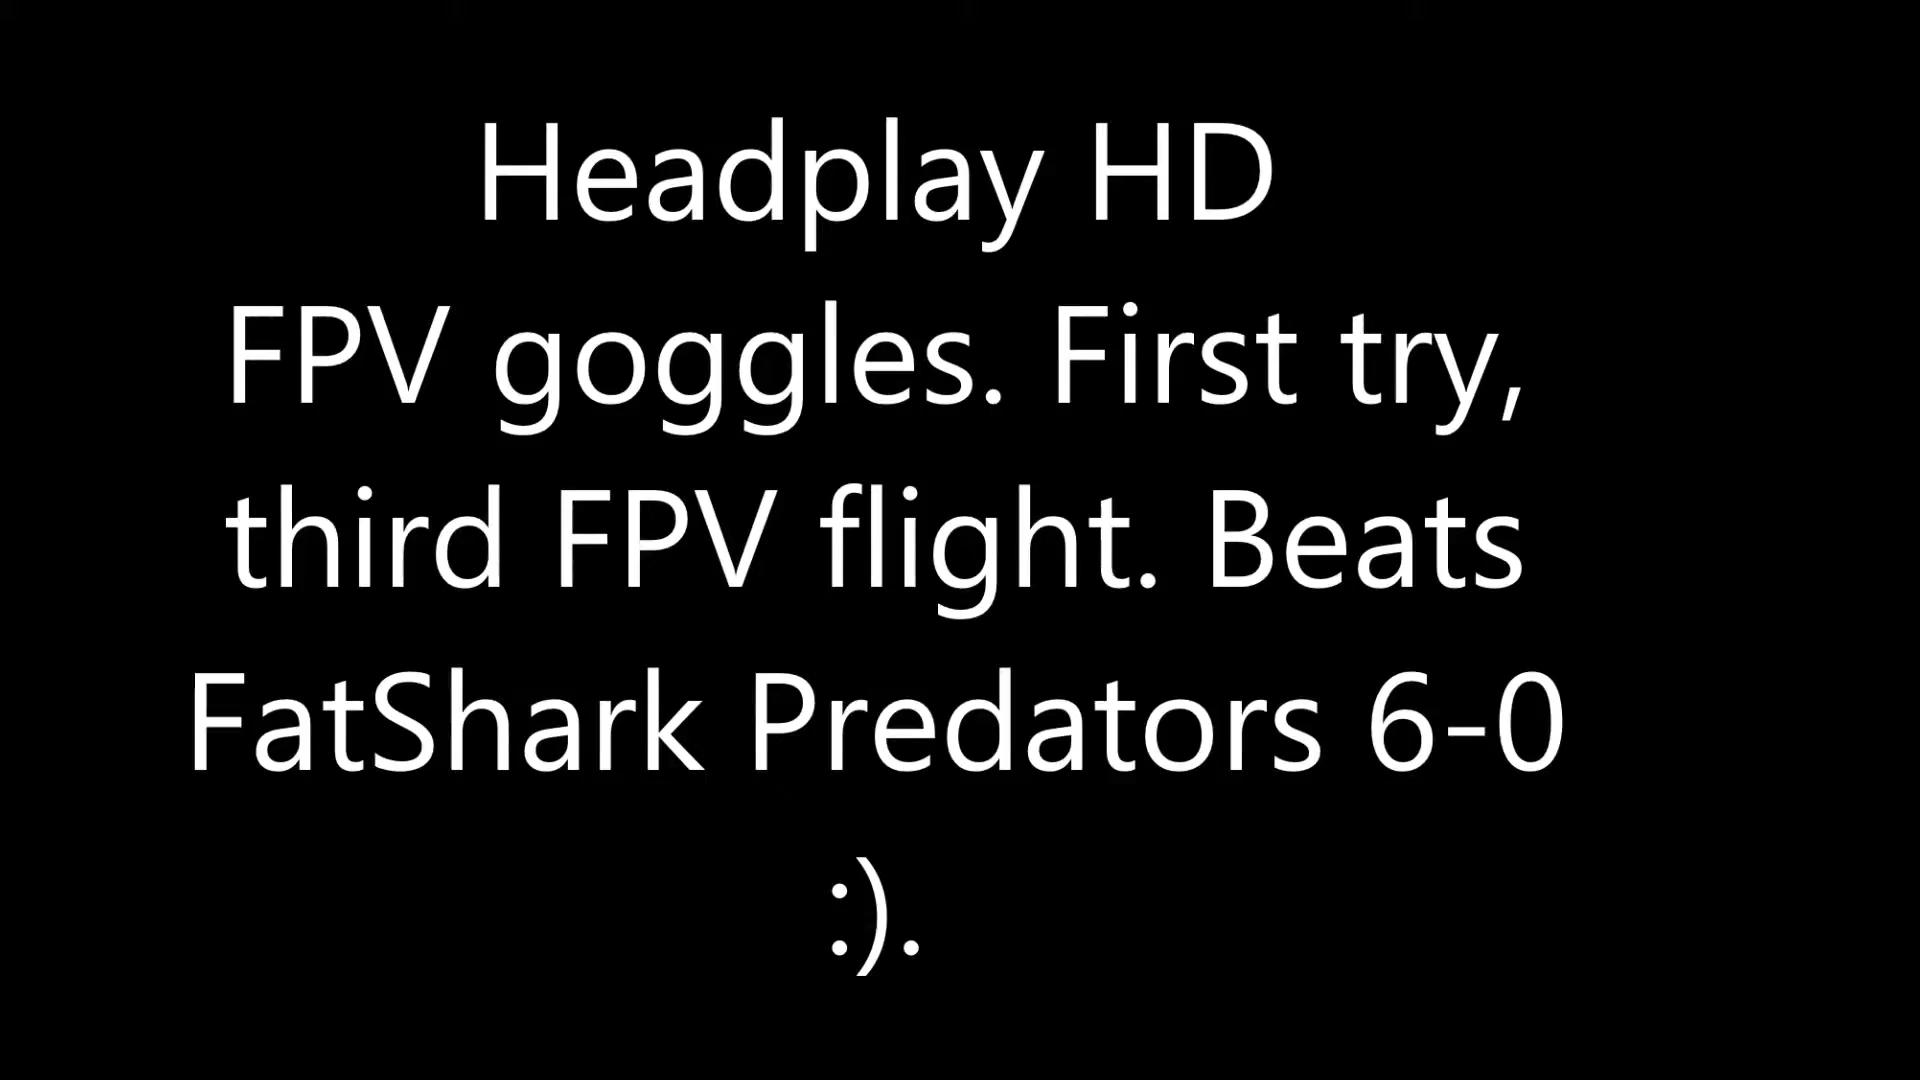 Headplay HD
FPV goggles. First try,
third FPV flight. Beats
FatShark Predators 6-0
:).